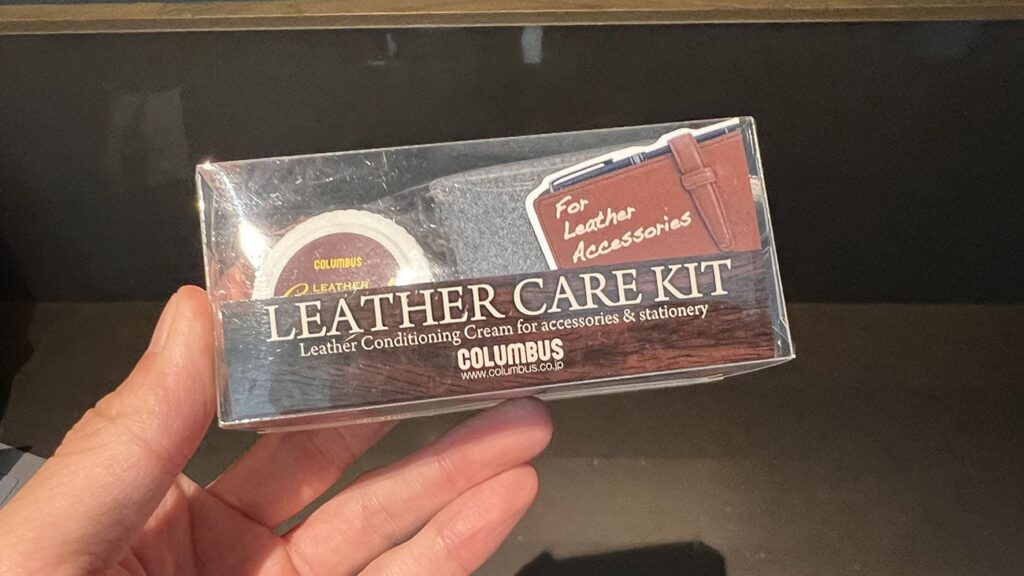 For
Leather
Accessories
COLUMBUS
LEATHER
LEATHER CARE KIT
Leather Conditioning Cream for accessories & stationery
COLUMBUS
www.columbus.co.jp